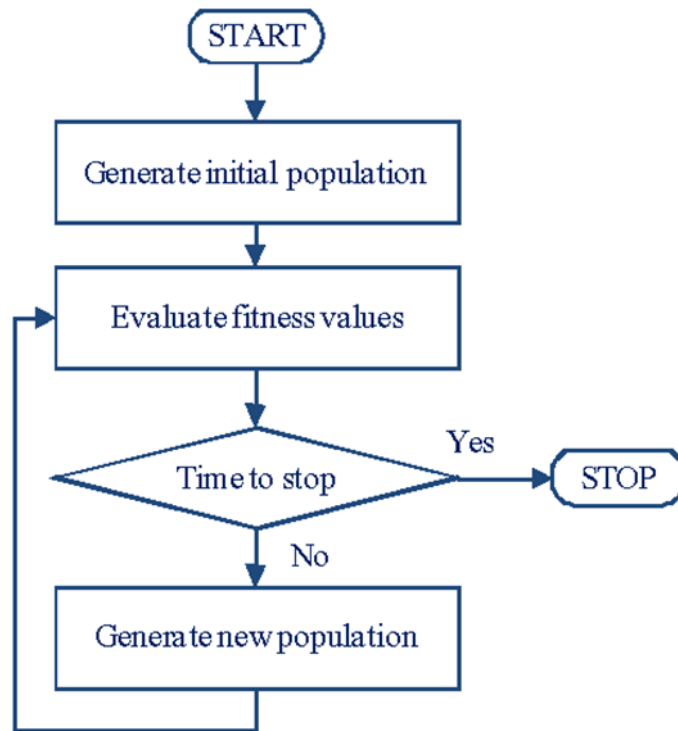 START
Generate initial population
Evaluate fitness values
Yes
Time to stop
STOP
No
Generate new population